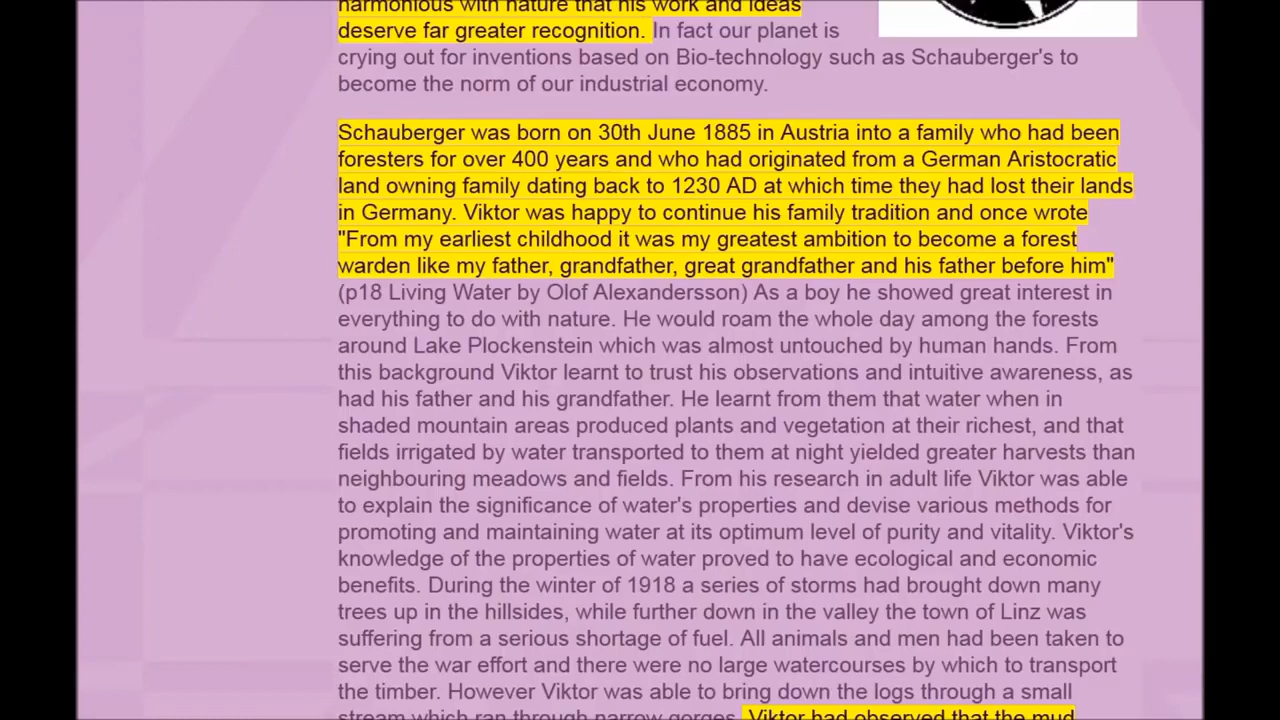 harmonious with nature that his work and ideas
deserve far greater recognition. In fact our planet is
crying out for inventions based on Bio-technology such as Schauberger's to
become the norm of our industrial economy.
Schauberger was born on 30th June 1885 in Austria into a family who had been
foresters for over 400 years and who had originated from a German Aristocratic
land owning family dating back to 1230 AD at which time they had lost their lands
in Germany. Viktor was happy to continue his family tradition and once wrote
"From my earliest childhood it was my greatest ambition to become a forest
warden like my father, grandfather, great grandfather and his father before him"
(p18 Living Water by Olof Alexandersson) As a boy he showed great interest in
everything to do with nature. He would roam the whole day among the forests
around Lake Plockenstein which was almost untouched by human hands. From
this background Viktor learnt to trust his observations and intuitive awareness, as
had his father and his grandfather. He learnt from them that water when in
shaded mountain areas produced plants and vegetation at their richest, and that
fields irrigated by water transported to them at night yielded greater harvests than
neighbouring meadows and fields. From his research in adult life Viktor was able
to explain the significance of water's properties and devise various methods for
promoting and maintaining water at its optimum level of purity and vitality. Viktor's
knowledge of the properties of water proved to have ecological and economic
benefits. During the winter of 1918 a series of storms had brought down many
trees up in the hillsides, while further down in the valley the town of Linz was
suffering from a serious shortage of fuel. All animals and men had been taken to
serve the war effort and there were no large watercourses by which to transport
the timber. However Viktor was able to bring down the logs through a small
stream which ran through narrow gorges. Viktor had observed that the mud